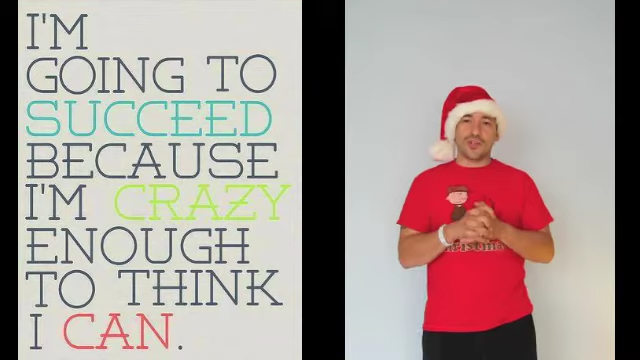 I'M
GOING TO
SUCCEED
BECAUSE
I'M CRAZY
ENOUGH
TO THINK
I CAN.